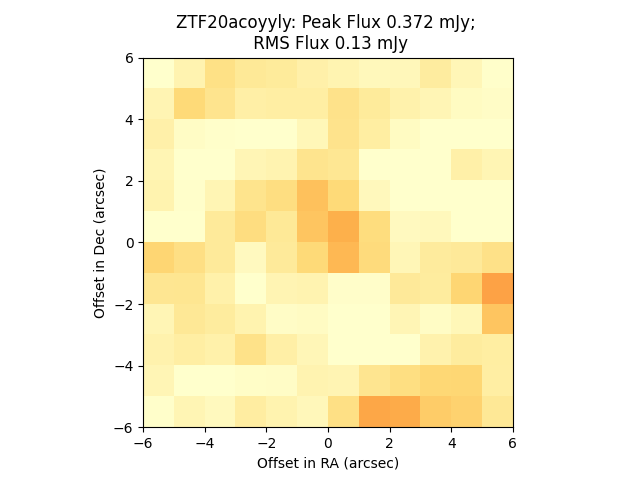 ZTF20acoyyly: Peak Flux 0.372 mJy;
RMS Flux 0.13 mJy
6
4
2
0
−2
−4
−6
Offset in Dec (arcsec)
−6 −4 −2 0 2 4 6
Offset in RA (arcsec)